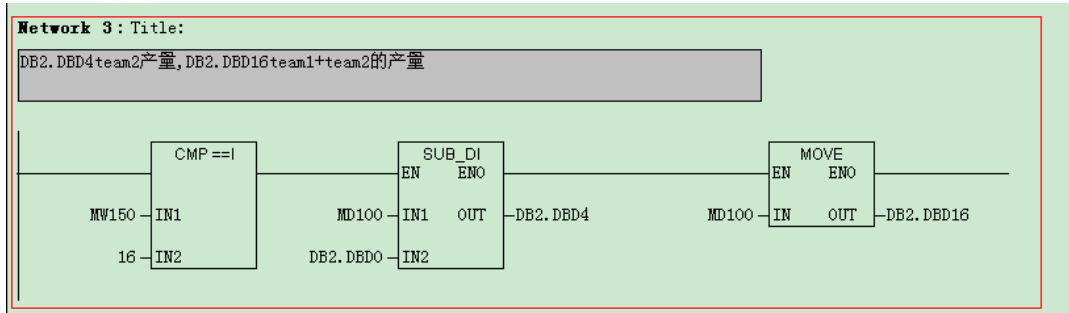 Network 3：Title:
DB2.DBD4team2产量,DB2.DBD16team1+team2的产量
CMP ==I
SUB_DI
MOVE
EN ENO
EN ENO
MW150 IN1
MD100 IN1 OUT DB2.DBD4
MD100 IN OUT DB2.DBD16
16 IN2
DB2.DBD0 IN2